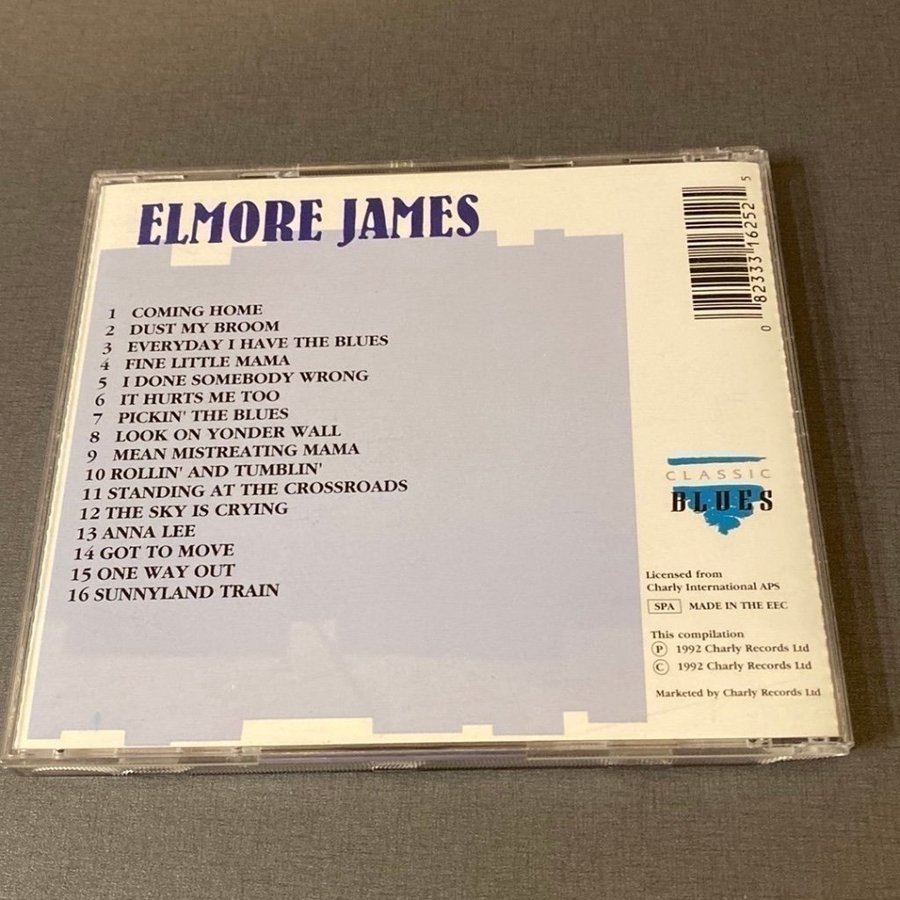 ELMORE JAMES
1 COMING HOME
2 DUST MY BROOM
3 EVERYDAY I HAVE THE BLUES
4 FINE LITTLE MAMA
5 I DONE SOMEBODY WRONG
6 IT HURTS ME TOO
7 PICKIN' THE BLUES
8 LOOK ON YONDER WALL
9 MEAN MISTREATING MAMA
10 ROLLIN' AND TUMBLIN'
11 STANDING AT THE CROSSROADS
12 THE SKY IS CRYING
13 ANNA LEE
14 GOT TO MOVE
15 ONE WAY OUT
16 SUNNYLAND TRAIN
0 82333 16252 5
CLASSIC
BLUES
Licensed from
Charly International APS
SPA MADE IN THE EEC
This compilation
Ⓟ 1992 Charly Records Ltd
© 1992 Charly Records Ltd
Marketed by Charly Records Ltd